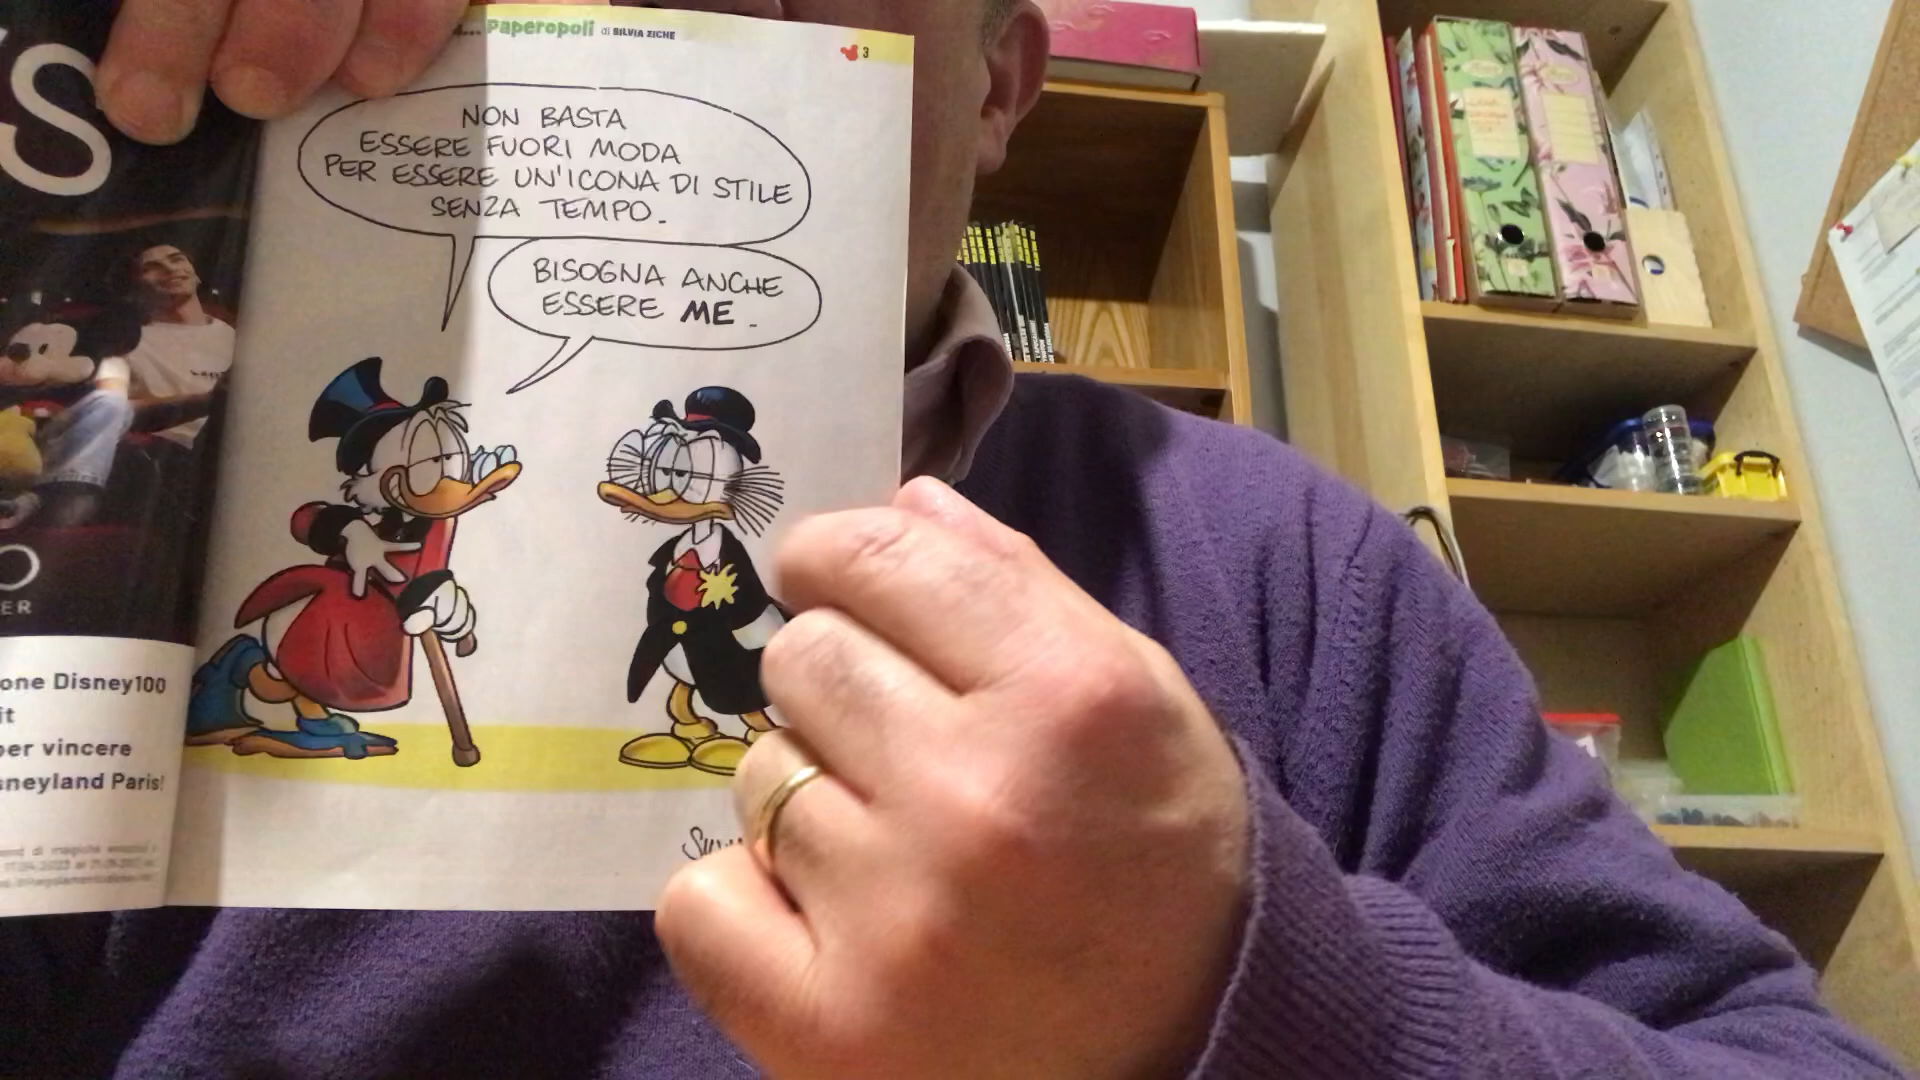 Paperopoli di SILVIA ZICHE
3
NON BASTA
ESSERE FUORI MODA
PER ESSERE UN'ICONA DI STILE
SENZA TEMPO.
BISOGNA ANCHE
ESSERE ME.
'S
O
ER
one Disney100
it
per vincere
sneyland Paris!